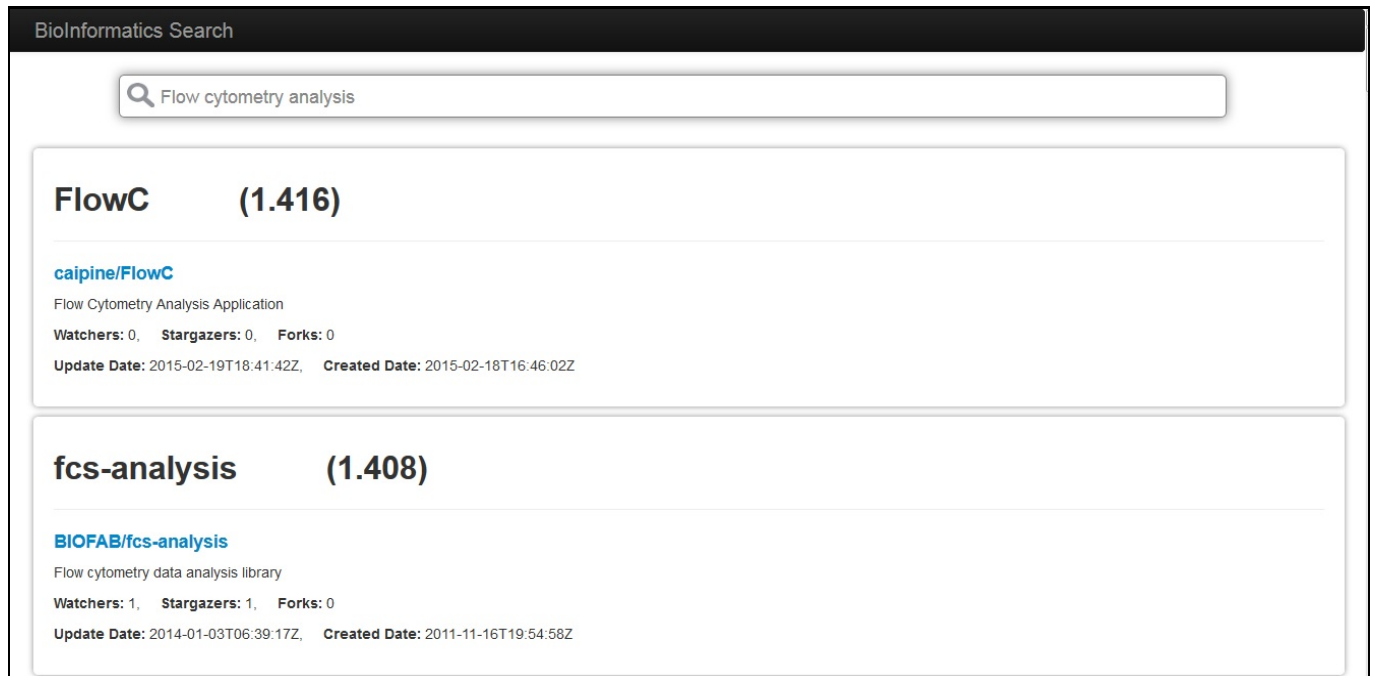 BioInformatics Search
Flow cytometry analysis
FlowC (1.416)
caipine/FlowC
Flow Cytometry Analysis Application
Watchers: 0, Stargazers: 0, Forks: 0
Update Date: 2015-02-19T18:41:42Z, Created Date: 2015-02-18T16:46:02Z
fcs-analysis (1.408)
BIOFAB/fcs-analysis
Flow cytometry data analysis library
Watchers: 1, Stargazers: 1, Forks: 0
Update Date: 2014-01-03T06:39:17Z, Created Date: 2011-11-16T19:54:58Z